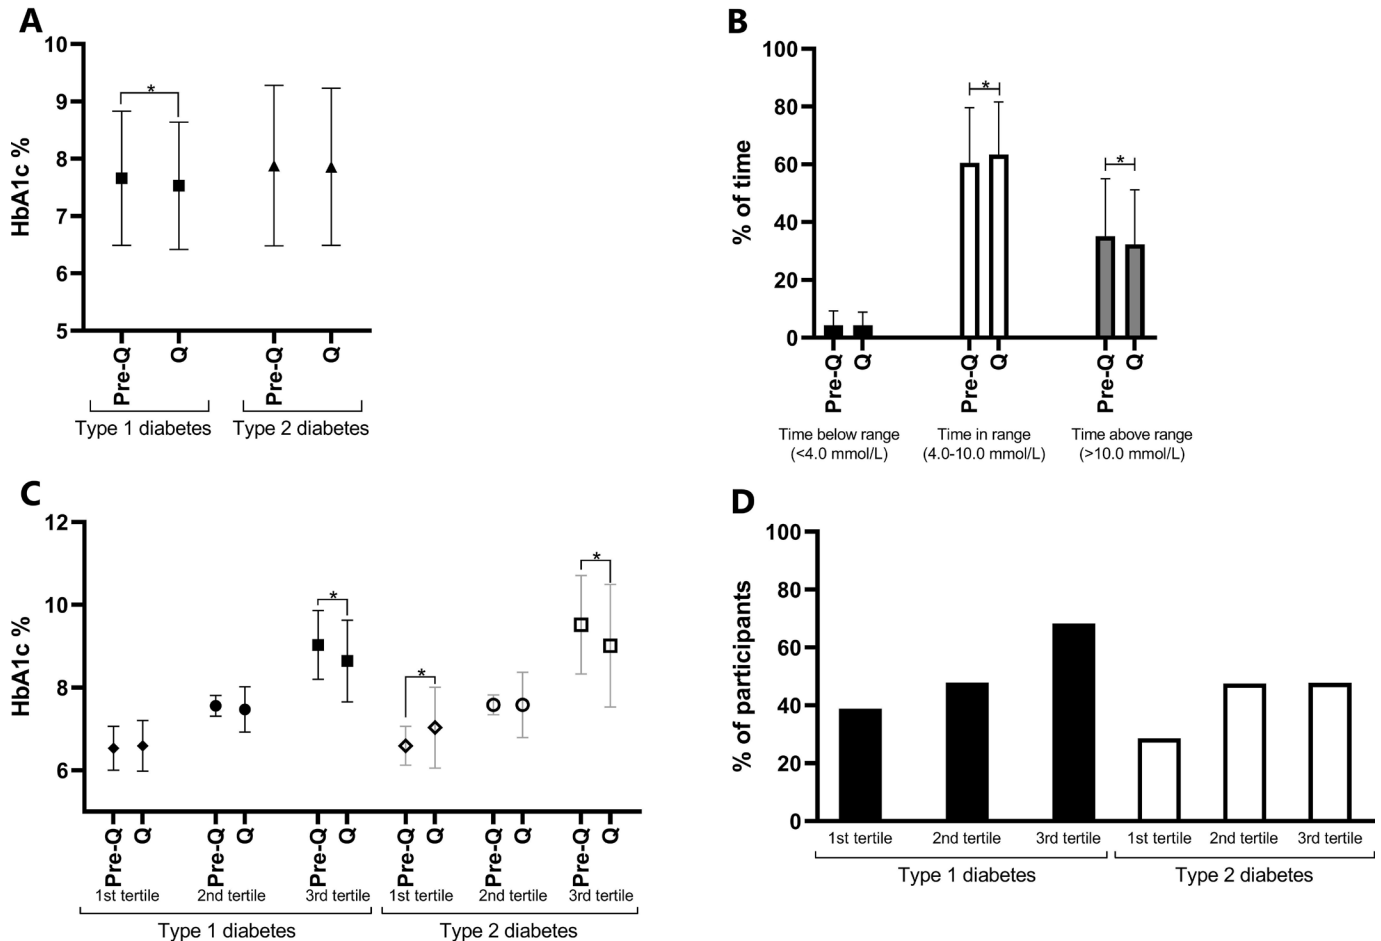 A
HbA1c %
10
9
8
7
6
5
*
Pre-Q
Q
Pre-Q
Q
Type 1 diabetes
Type 2 diabetes
B
% of time
100
80
60
40
20
0
*
*
Pre-Q
Q
Pre-Q
Q
Pre-Q
Q
Time below range
(<4.0 mmol/L)
Time in range
(4.0-10.0 mmol/L)
Time above range
(>10.0 mmol/L)
C
HbA1c %
12
10
8
6
*
*
*
Pre-Q
Q
Pre-Q
Q
Pre-Q
Q
Pre-Q
Q
Pre-Q
Q
Pre-Q
Q
1st tertile
2nd tertile
3rd tertile
1st tertile
2nd tertile
3rd tertile
Type 1 diabetes
Type 2 diabetes
D
% of participants
100
80
60
40
20
0
1st tertile
2nd tertile
3rd tertile
1st tertile
2nd tertile
3rd tertile
Type 1 diabetes
Type 2 diabetes